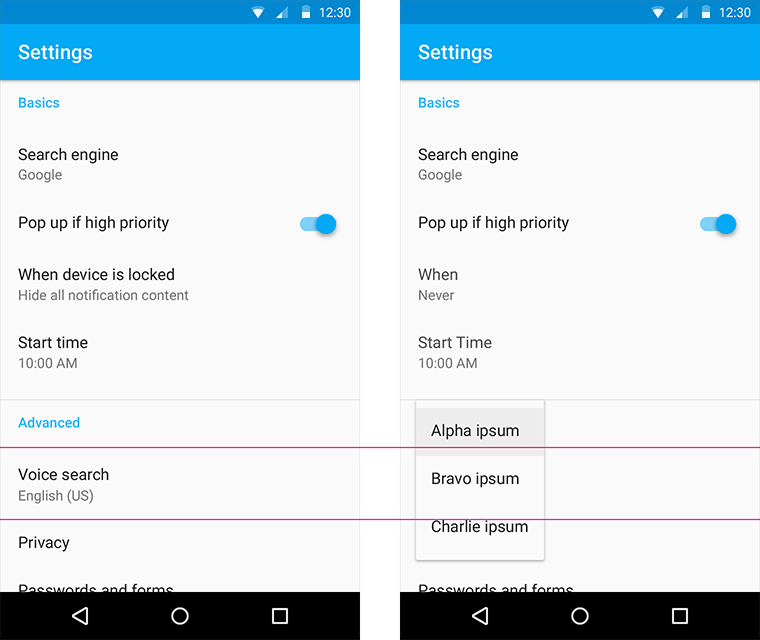 12:30
Settings
Basics
Search engine
Google
Pop up if high priority
When device is locked
Hide all notification content
Start time
10:00 AM
Advanced
Voice search
English (US)
Privacy
Passwords and forms
12:30
Settings
Basics
Search engine
Google
Pop up if high priority
When
Never
Start Time
10:00 AM
Alpha ipsum
Bravo ipsum
Charlie ipsum
Passwords and forms